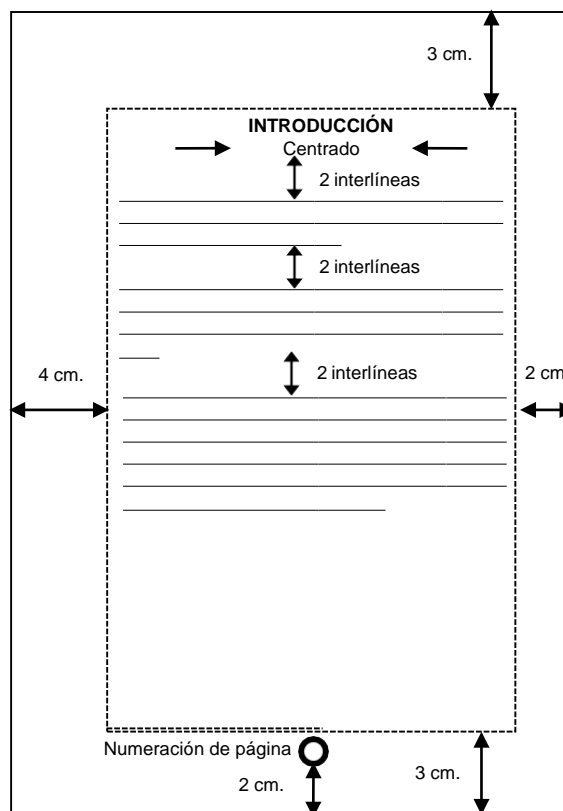 3 cm.
INTRODUCCIÓN
Centrado
2 interlíneas
2 interlíneas
2 interlíneas
4 cm.
2 cm
Numeración de página
2 cm.
3 cm.